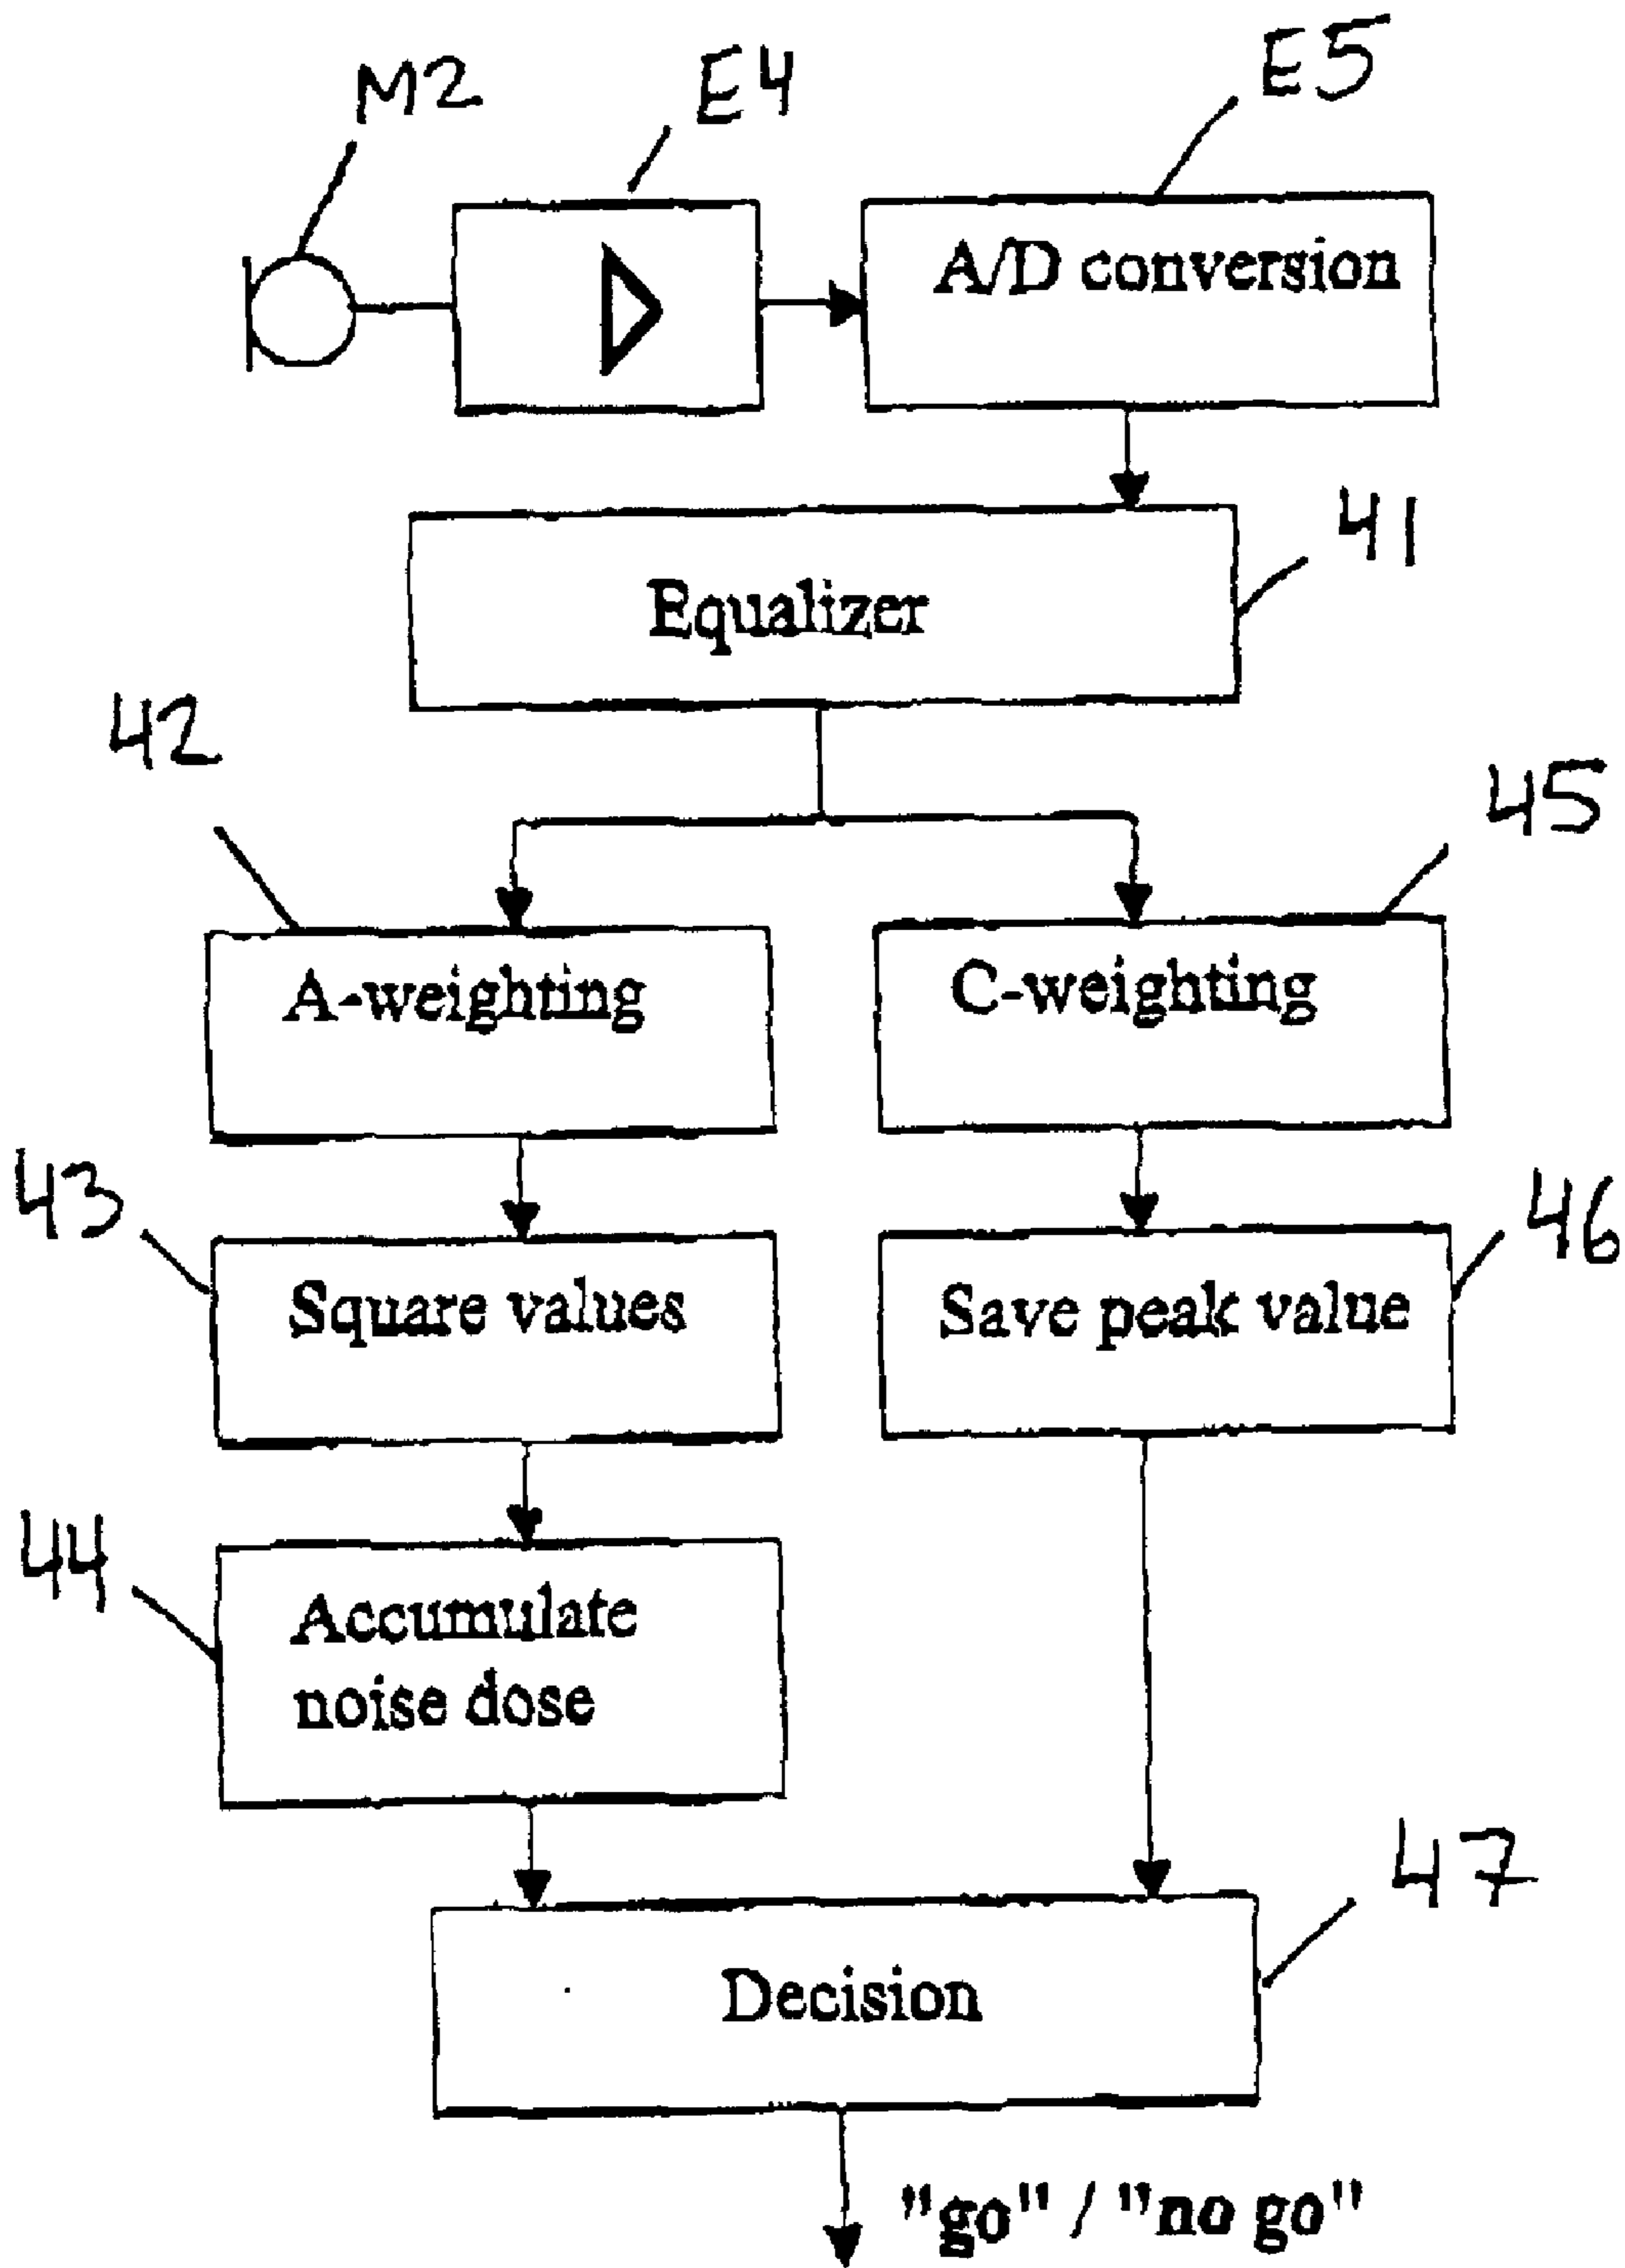 M2
E4
E5
A/D conversion
41
Equalizer
42
45
A-weighting
C-weighting
43
46
Square values
Save peak value
44
Accumulate
noise dose
47
Decision
"go" / "no go"